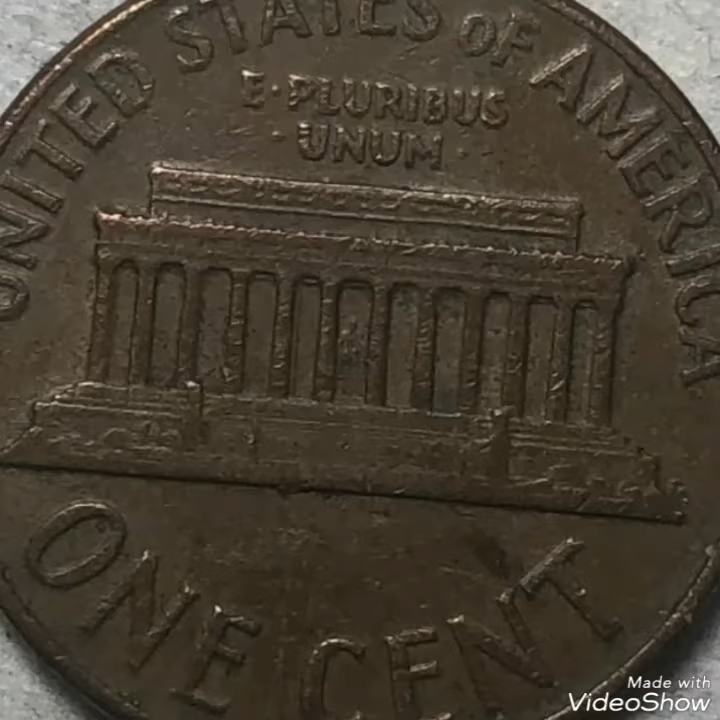 UNITED STATES OF AMERICA
E·PLURIBUS
·UNUM·
ONE CENT
Made with
VideoShow